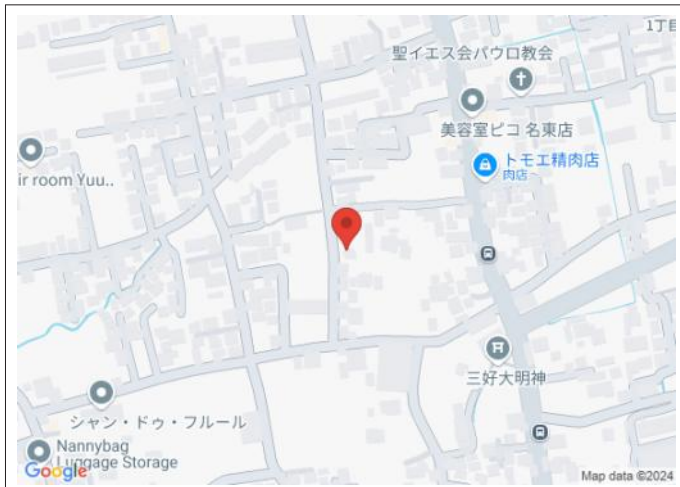 1丁目
聖イエス会パウロ教会
美容室ピコ 名東店
トモエ精肉店
肉店
ir room Yuu..
三好大明神
シャン・ドゥ・フルール
Nannybag
Luggage Storage
Google
Map data ©2024